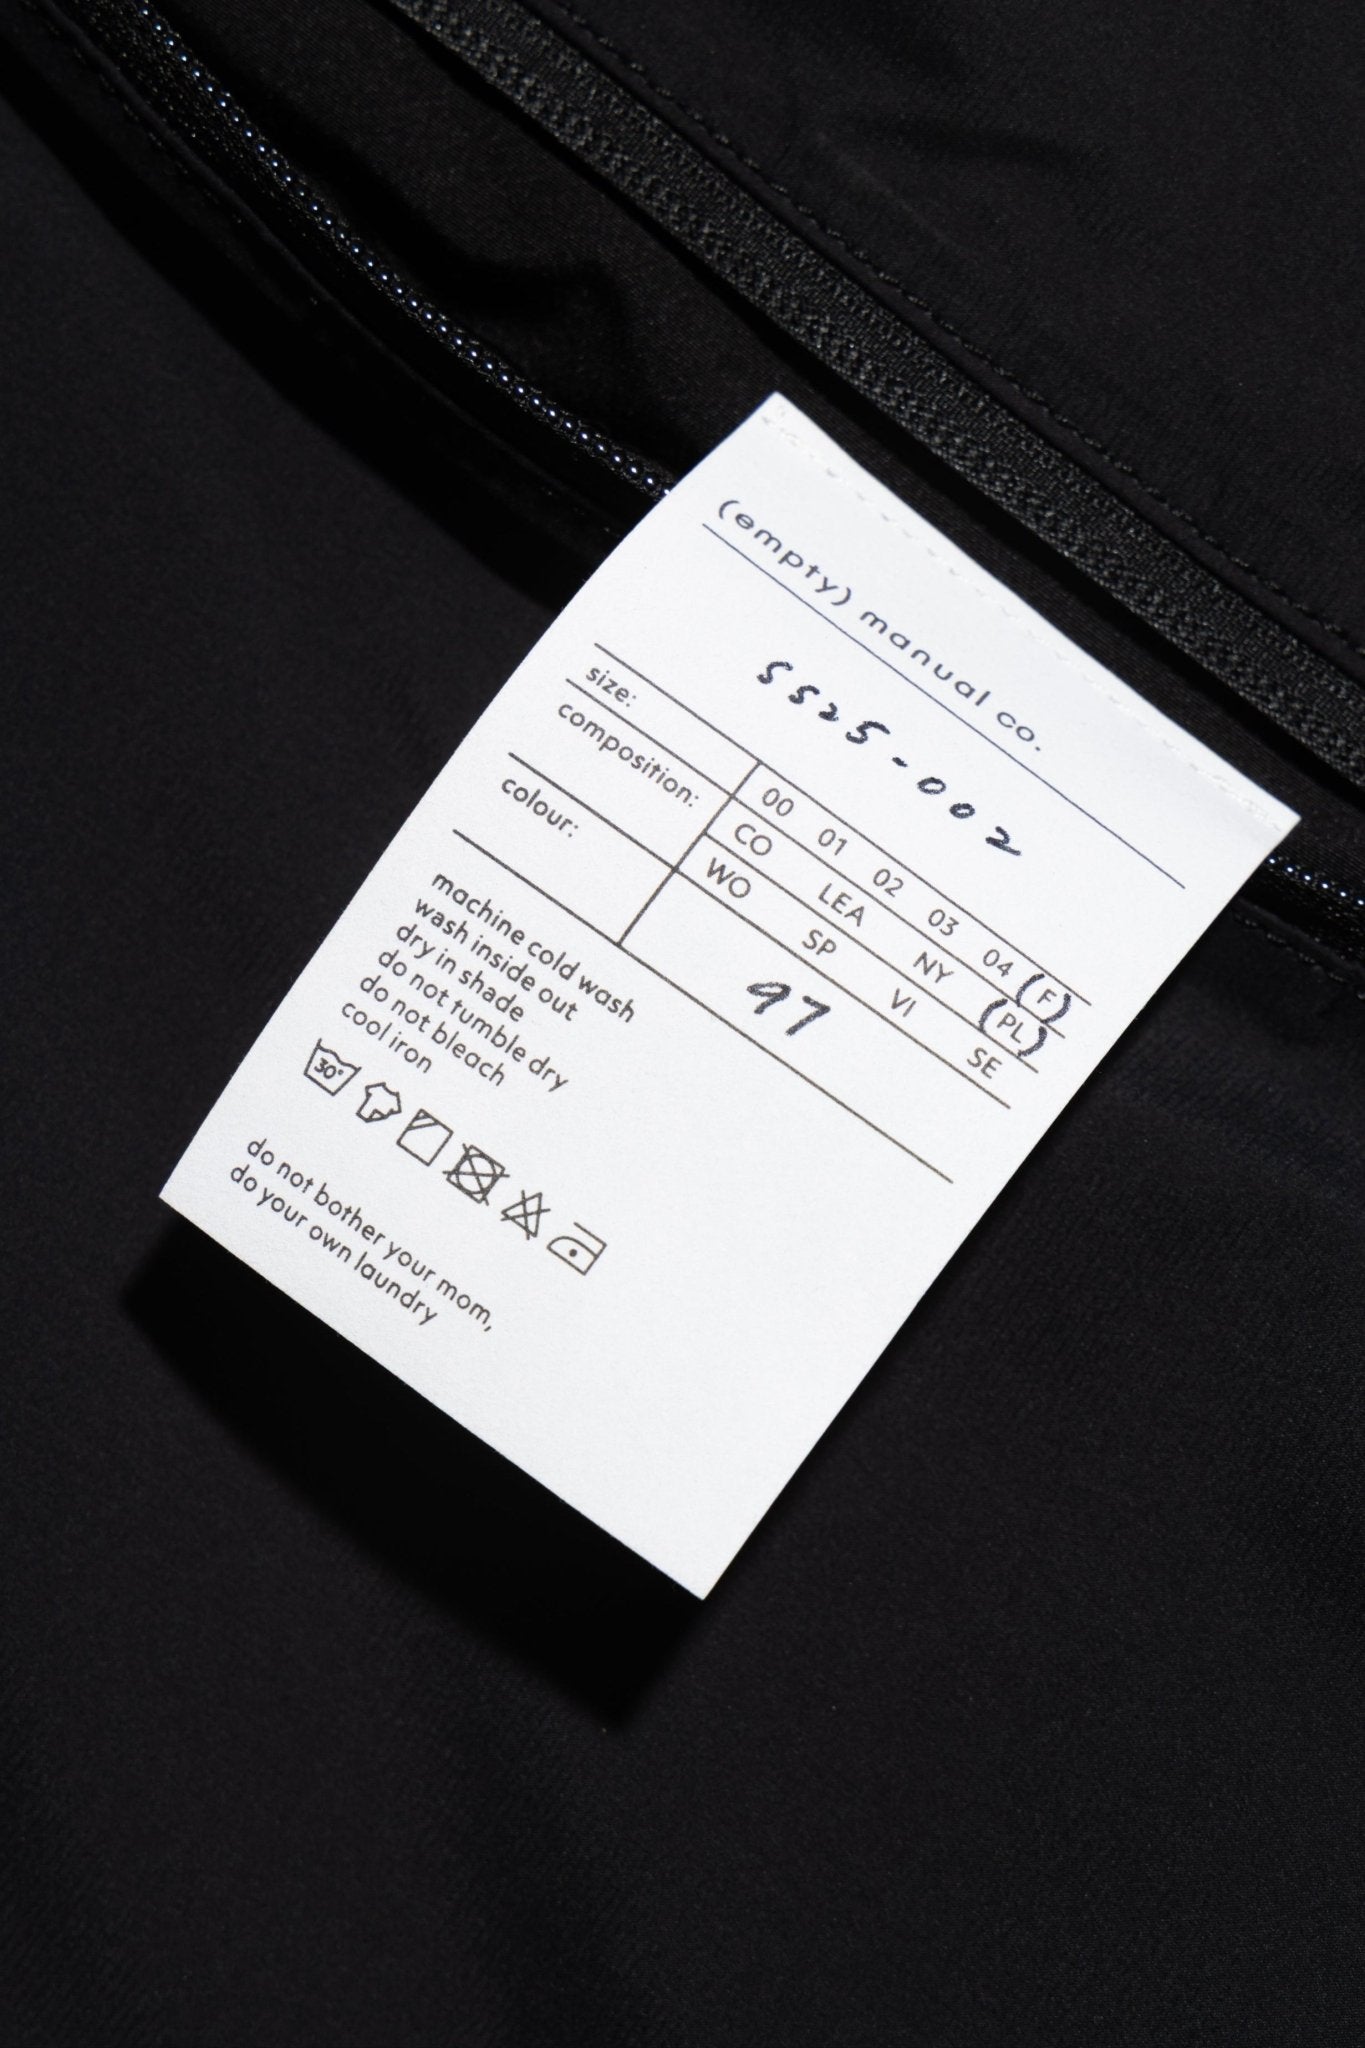 (empty) manual co.
SS25-002
size: 00 01 02 03 04 (F)
composition: CO LEA NY (PL)
WO SP VI SE
colour: 97
machine cold wash
wash inside out
dry in shade
do not tumble dry
do not bleach
cool iron
30°
do not bother your mom,
do your own laundry